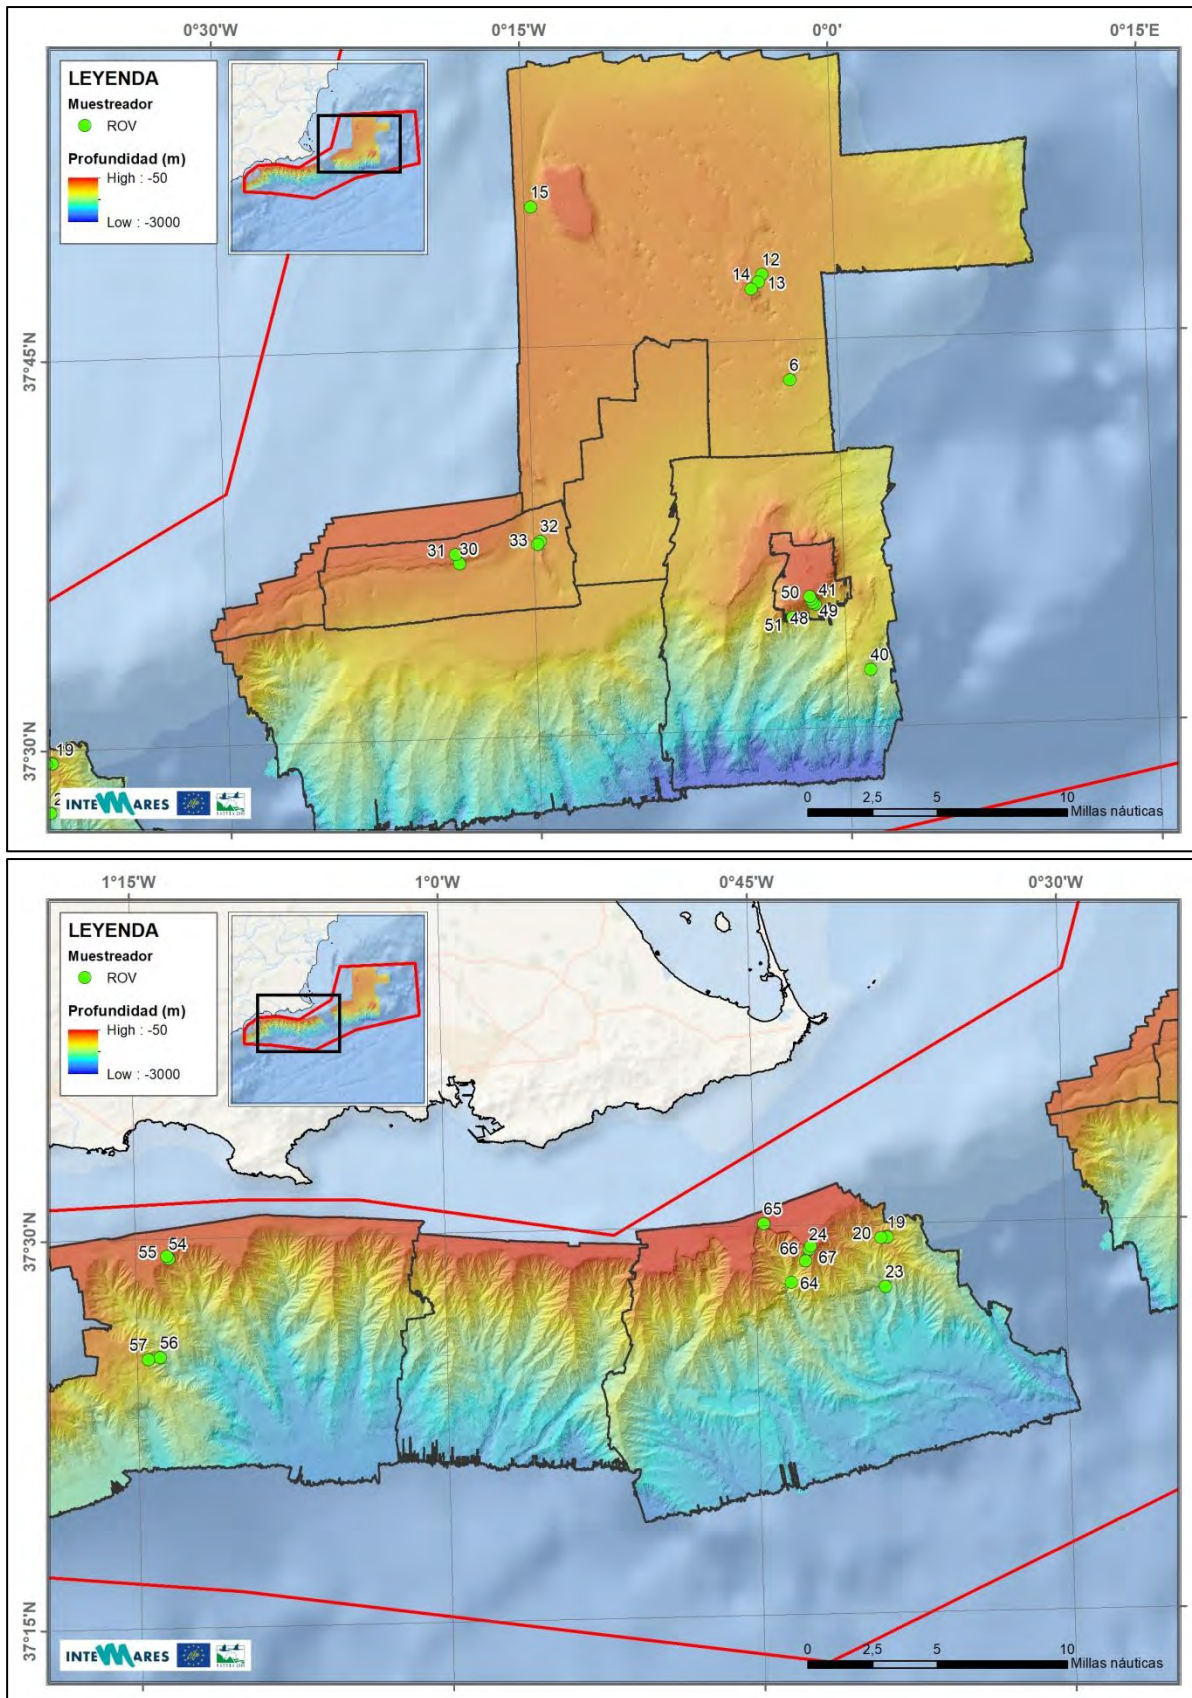 0°30'W 0°15'W 0°0' 0°15'E
LEYENDA
Muestreador
ROV
Profundidad (m)
High : -50
Low : -3000
15
12
14 13
37°45'N
6
32
33
31 30
50 41
51 48 49
40
37°30'N
19
2
INTEMARES
0 2,5 5 10
Millas náuticas
1°15'W 1°0'W 0°45'W 0°30'W
LEYENDA
Muestreador
ROV
Profundidad (m)
High : -50
Low : -3000
65
24 20 19
66 67
37°30'N
55 54
64 23
57 56
37°15'N
INTEMARES
0 2,5 5 10
Millas náuticas